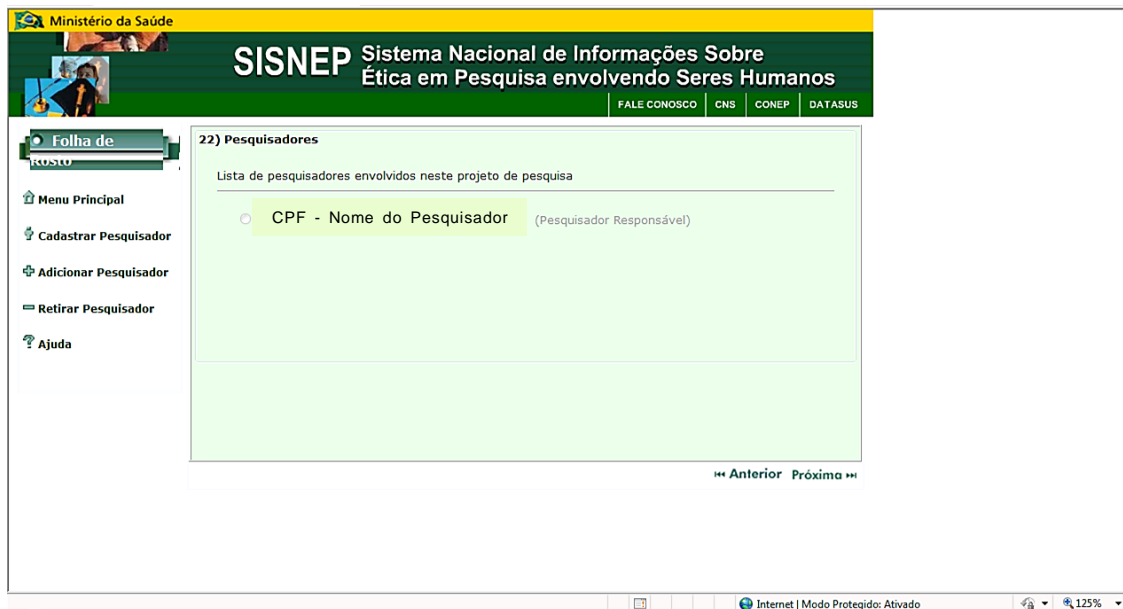 Ministério da Saúde
SISNEP Sistema Nacional de Informações Sobre
Ética em Pesquisa envolvendo Seres Humanos
FALE CONOSCO CNS CONEP DATASUS
Folha de
Rosto
Menu Principal
Cadastrar Pesquisador
Adicionar Pesquisador
Retirar Pesquisador
Ajuda
22) Pesquisadores
Lista de pesquisadores envolvidos neste projeto de pesquisa
CPF - Nome do Pesquisador (Pesquisador Responsável)
Anterior Próxima
Internet | Modo Protegido: Ativado 125%